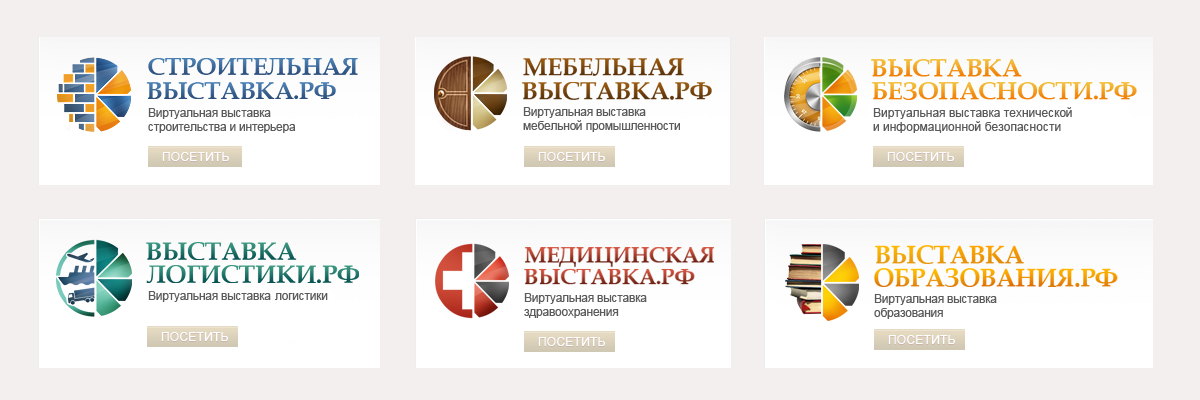 СТРОИТЕЛЬНАЯ
ВЫСТАВКА.РФ
Виртуальная выставка
строительства и интерьера
ПОСЕТИТЬ
МЕБЕЛЬНАЯ
ВЫСТАВКА.РФ
Виртуальная выставка
мебельной промышленности
ПОСЕТИТЬ
ВЫСТАВКА
БЕЗОПАСНОСТИ.РФ
Виртуальная выставка технической
и информационной безопасности
ПОСЕТИТЬ
ВЫСТАВКА
ЛОГИСТИКИ.РФ
Виртуальная выставка логистики
ПОСЕТИТЬ
МЕДИЦИНСКАЯ
ВЫСТАВКА.РФ
Виртуальная выставка
здравоохранения
ПОСЕТИТЬ
ВЫСТАВКА
ОБРАЗОВАНИЯ.РФ
Виртуальная выставка
образования
ПОСЕТИТЬ